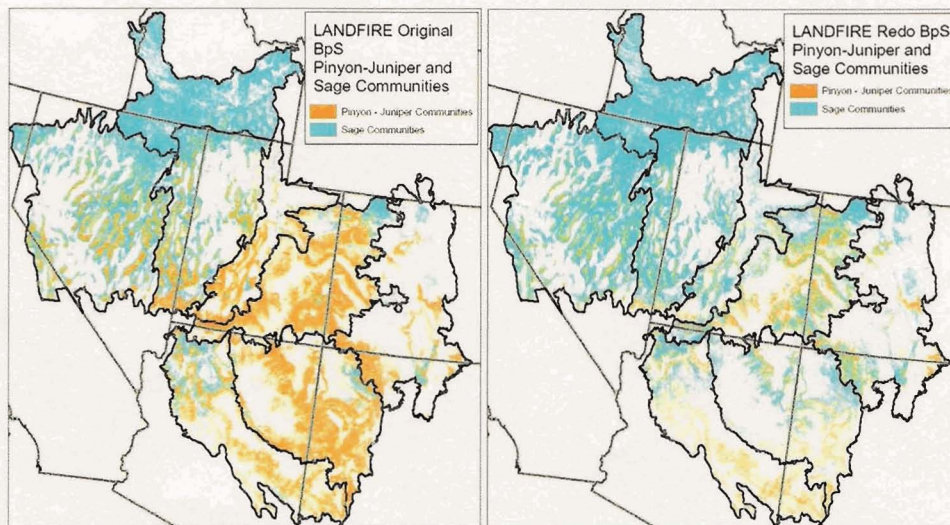 LANDFIRE Original
BpS
Pinyon-Juniper and
Sage Communities
Pinyon - Juniper Communities
Sage Communities
LANDFIRE Redo BpS
Pinyon-Juniper and
Sage Communities
Pinyon - Juniper Communities
Sage Communities